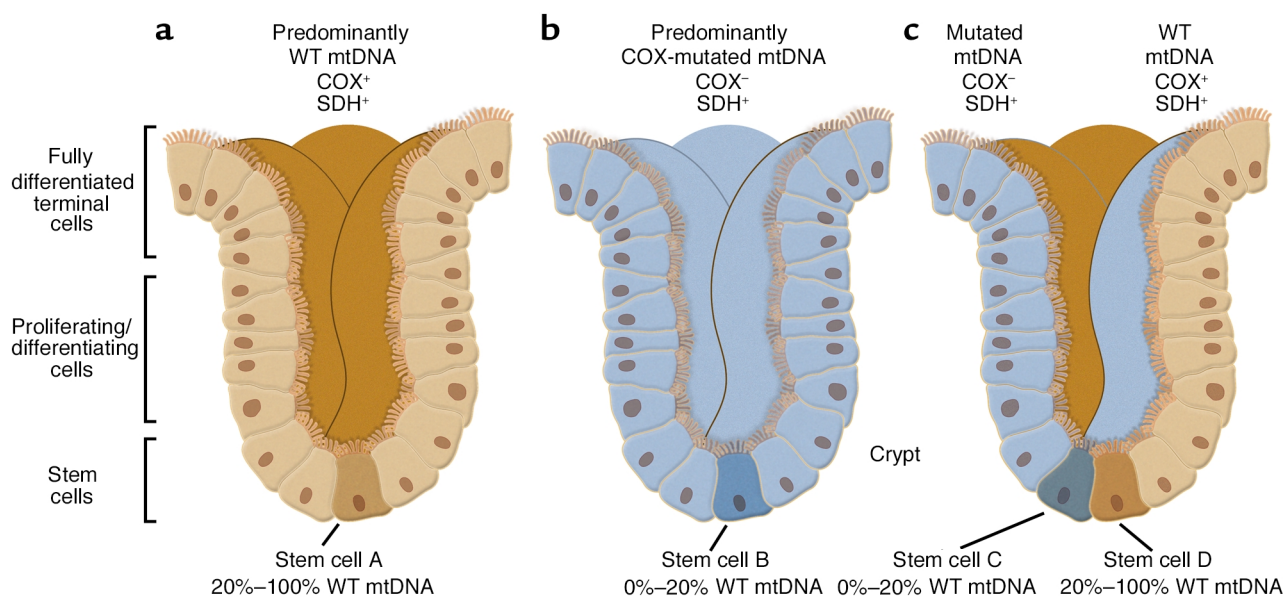 a
Predominantly
WT mtDNA
COX⁺
SDH⁺
b
Predominantly
COX-mutated mtDNA
COX⁻
SDH⁺
c
Mutated
mtDNA
COX⁻
SDH⁺
WT
mtDNA
COX⁺
SDH⁺
Fully
differentiated
terminal
cells
Proliferating/
differentiating
cells
Stem
cells
Crypt
Stem cell A
20%–100% WT mtDNA
Stem cell B
0%–20% WT mtDNA
Stem cell C
0%–20% WT mtDNA
Stem cell D
20%–100% WT mtDNA